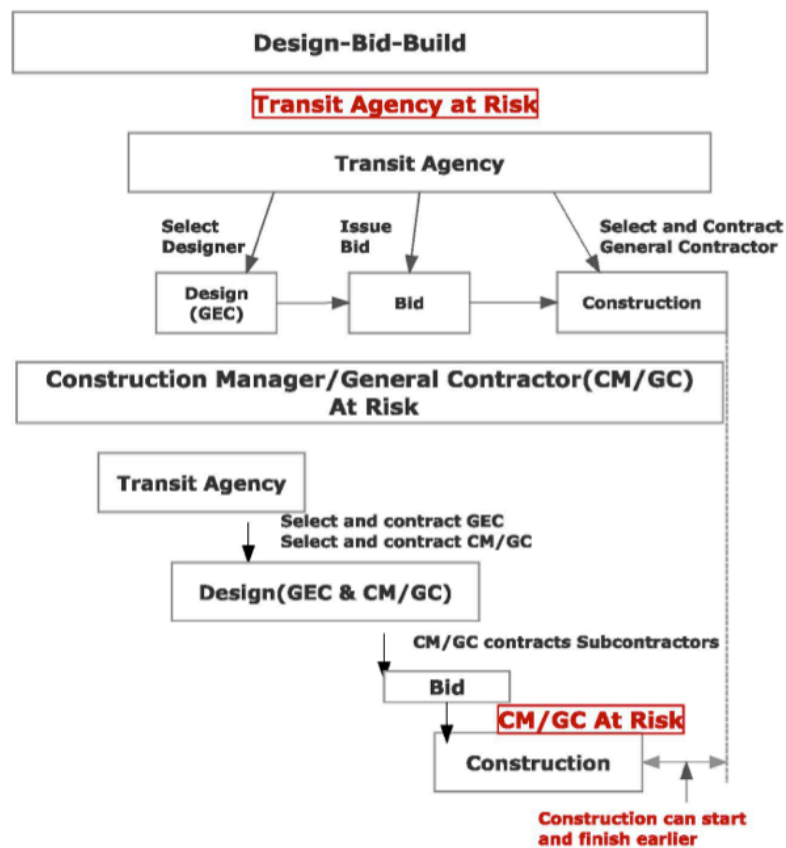 Design-Bid-Build
Transit Agency at Risk
Transit Agency
Select
Designer
Issue
Bid
Select and Contract
General Contractor
Design
(GEC)
Bid
Construction
Construction Manager/General Contractor(CM/GC)
At Risk
Transit Agency
Select and contract GEC
Select and contract CM/GC
Design(GEC & CM/GC)
CM/GC contracts Subcontractors
Bid
CM/GC At Risk
Construction
Construction can start
and finish earlier